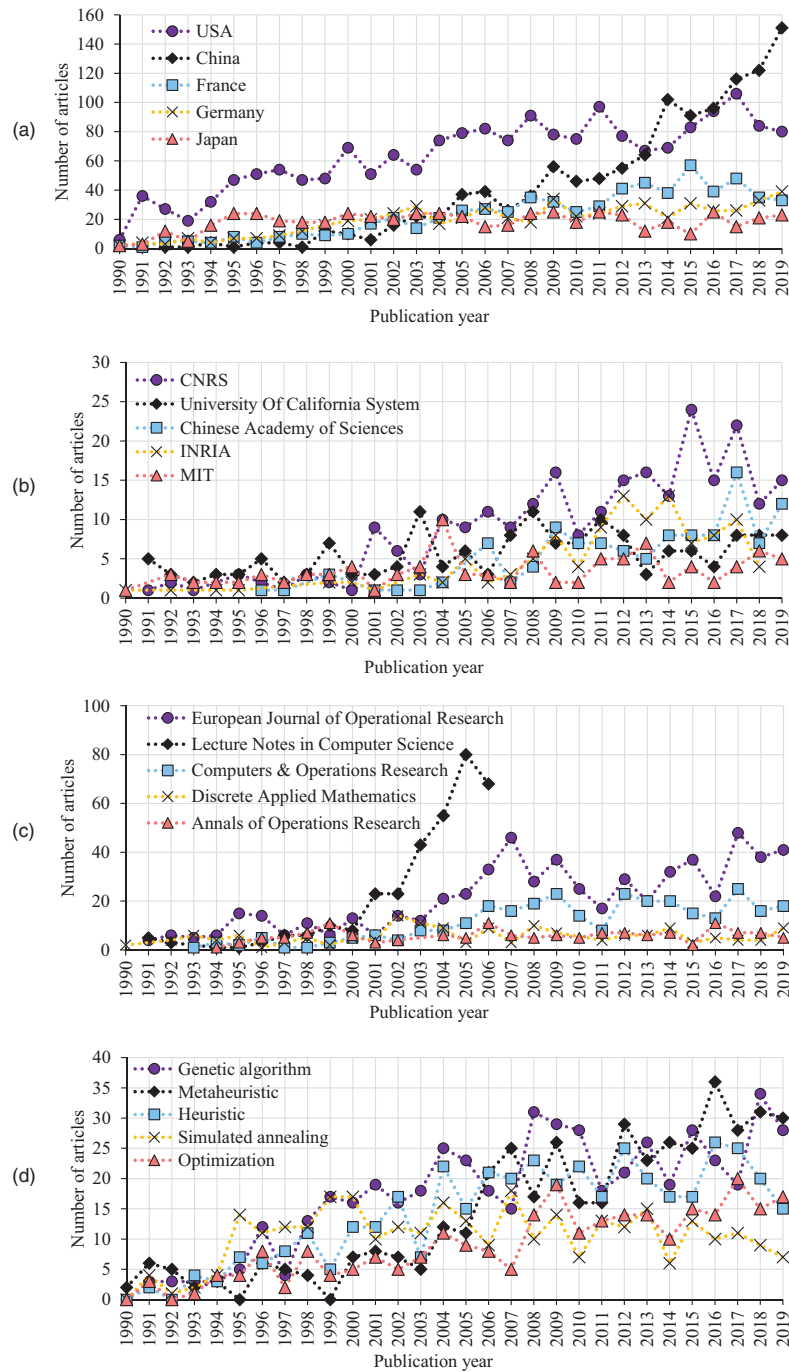 (a)
Number of articles
160
140
120
100
80
60
40
20
0
USA
China
France
Germany
Japan
1990 1991 1992 1993 1994 1995 1996 1997 1998 1999 2000 2001 2002 2003 2004 2005 2006 2007 2008 2009 2010 2011 2012 2013 2014 2015 2016 2017 2018 2019
Publication year
(b)
Number of articles
30
25
20
15
10
5
0
CNRS
University Of California System
Chinese Academy of Sciences
INRIA
MIT
1990 1991 1992 1993 1994 1995 1996 1997 1998 1999 2000 2001 2002 2003 2004 2005 2006 2007 2008 2009 2010 2011 2012 2013 2014 2015 2016 2017 2018 2019
Publication year
(c)
Number of articles
100
80
60
40
20
0
European Journal of Operational Research
Lecture Notes in Computer Science
Computers & Operations Research
Discrete Applied Mathematics
Annals of Operations Research
1990 1991 1992 1993 1994 1995 1996 1997 1998 1999 2000 2001 2002 2003 2004 2005 2006 2007 2008 2009 2010 2011 2012 2013 2014 2015 2016 2017 2018 2019
Publication year
(d)
Number of articles
40
35
30
25
20
15
10
5
0
Genetic algorithm
Metaheuristic
Heuristic
Simulated annealing
Optimization
1990 1991 1992 1993 1994 1995 1996 1997 1998 1999 2000 2001 2002 2003 2004 2005 2006 2007 2008 2009 2010 2011 2012 2013 2014 2015 2016 2017 2018 2019
Publication year